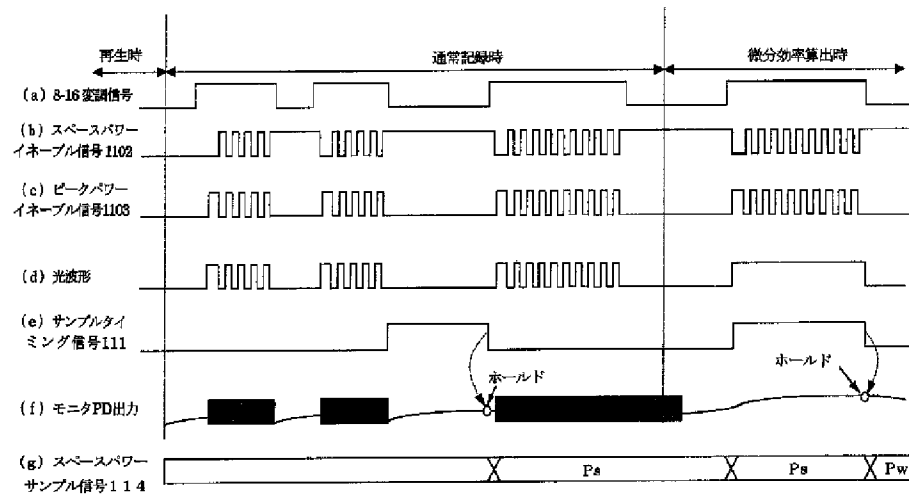 再生時
通常記録時
微分効率算出時
(a) 8-16変調信号
(b) スペースパワー
イネーブル信号1102
(c) ピークパワー
イネーブル信号1103
(d) 光波形
(e) サンプルタイ
ミング信号111
ホールド
ホールド
(f) モニタPD出力
(g) スペースパワー
サンプル信号114
Ps
Ps
Pw